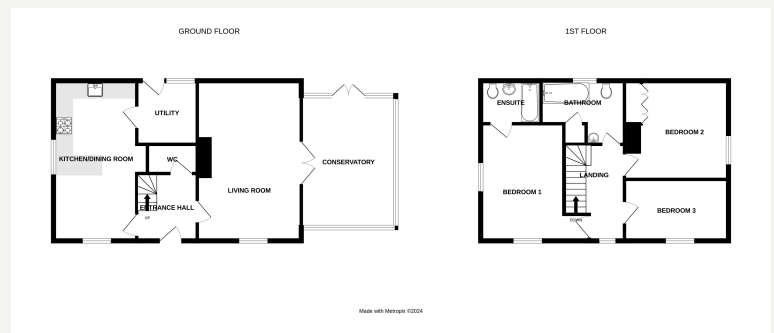 GROUND FLOOR
1ST FLOOR
UTILITY
KITCHEN/DINING ROOM
WC
LIVING ROOM
CONSERVATORY
ENTRANCE HALL
UP
ENSUITE
BATHROOM
BEDROOM 2
LANDING
BEDROOM 1
BEDROOM 3
DOWN
Made with Metropix ©2024